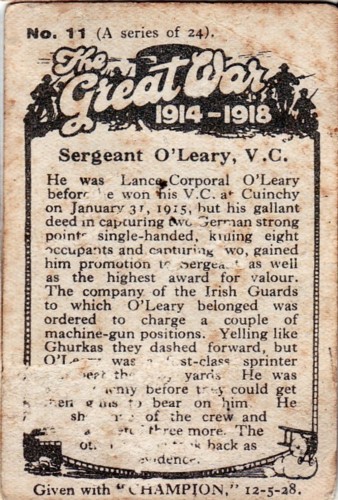 No. 11 (A series of 24).
The
Great War
1914-1918
Sergeant O'Leary, V.C.
He was Lance-Corporal O'Leary
before he won his V.C. at Cuinchy
on January 31, 1915, but his gallant
deed in capturing two German strong
points single-handed, killing eight
occupants and capturing two, gained
him promotion to Sergeant as well
as the highest award for valour.
The company of the Irish Guards
to which O'Leary belonged was
ordered to charge a couple of
machine-gun positions. Yelling like
Ghurkas they dashed forward, but
O'Leary was a first-class sprinter
yards. He was
before they could get
guns to bear on him. He
of the crew and
three more. The
back as
evidence.
Given with "CHAMPION," 12-5-28.